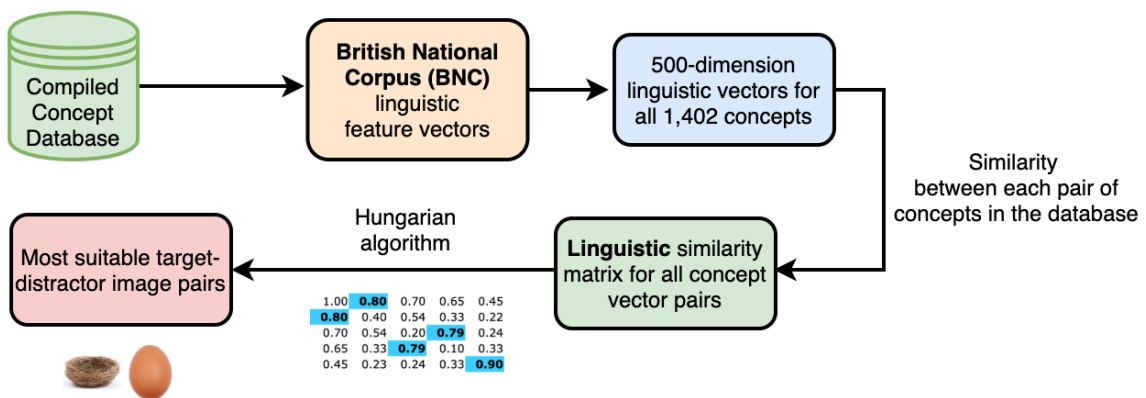 Compiled
Concept
Database
British National
Corpus (BNC)
linguistic
feature vectors
500-dimension
linguistic vectors for
all 1,402 concepts
Similarity
between each pair of
concepts in the database
Linguistic similarity
matrix for all concept
vector pairs
Hungarian
algorithm
1.00 0.80 0.70 0.65 0.45
0.80 0.40 0.54 0.33 0.22
0.70 0.54 0.20 0.79 0.24
0.65 0.33 0.79 0.10 0.33
0.45 0.23 0.24 0.33 0.90
Most suitable target-
distractor image pairs